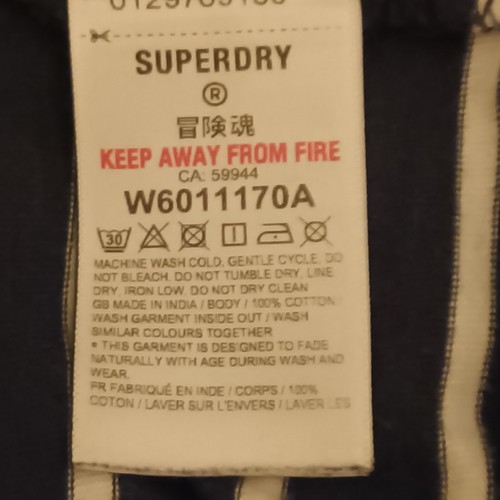 SUPERDRY
®
冒険魂
KEEP AWAY FROM FIRE
CA: 59944
W6011170A
30
MACHINE WASH COLD. GENTLE CYCLE. DO
NOT BLEACH. DO NOT TUMBLE DRY. LINE
DRY. IRON LOW. DO NOT DRY CLEAN
GB MADE IN INDIA / BODY / 100% COTTON
WASH GARMENT INSIDE OUT / WASH
SIMILAR COLOURS TOGETHER
* THIS GARMENT IS DESIGNED TO FADE
NATURALLY WITH AGE DURING WASH AND
WEAR.
FR FABRIQUÉ EN INDE / CORPS / 100%
COTON / LAVER SUR L'ENVERS / LAVER LES